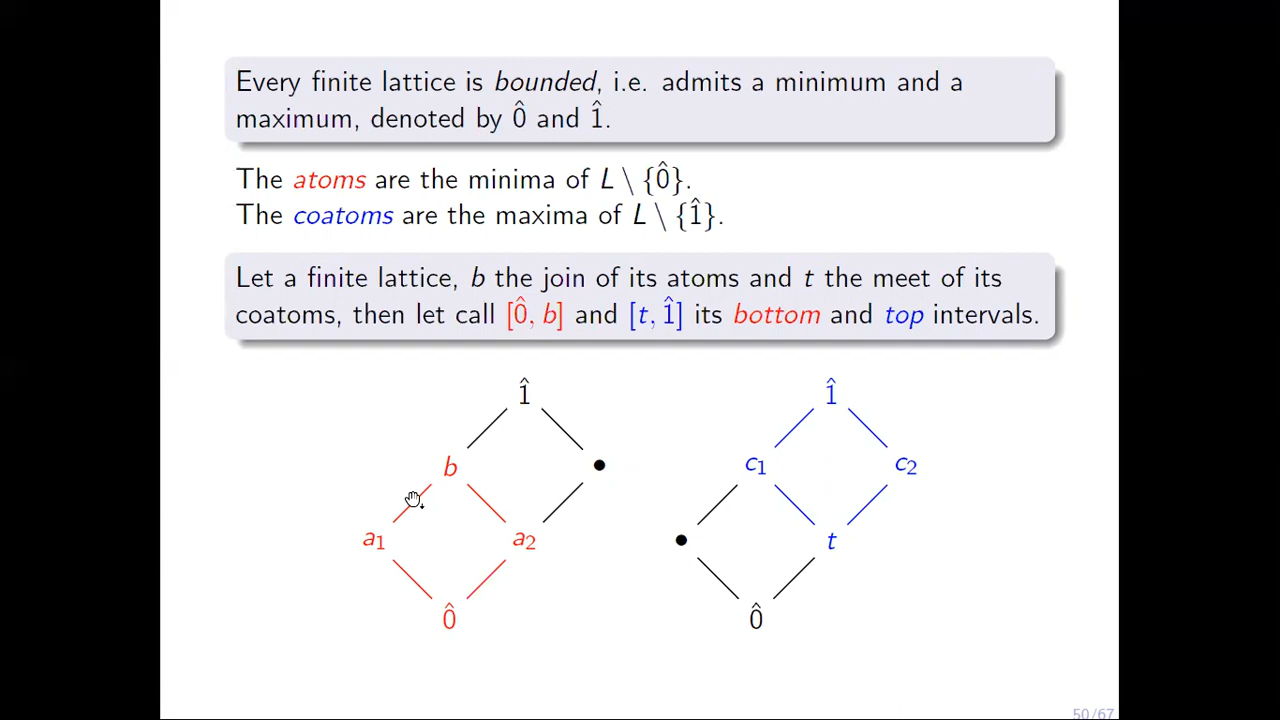 Every finite lattice is bounded, i.e. admits a minimum and a
maximum, denoted by 0̂ and 1̂.
The atoms are the minima of L \ {0̂}.
The coatoms are the maxima of L \ {1̂}.
Let a finite lattice, b the join of its atoms and t the meet of its
coatoms, then let call [0̂, b] and [t, 1̂] its bottom and top intervals.
1̂
b
a₁ a₂
0̂
1̂
c₁ c₂
t
0̂
50/67